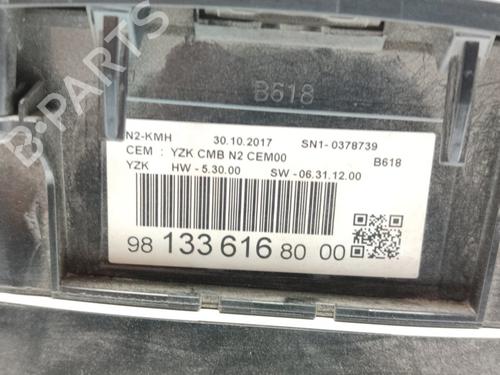 B618
N2-KMH 30.10.2017 SN1- 0378739
CEM : YZK CMB N2 CEM00 B618
YZK HW - 5.30.00 SW - 06.31.12.00
98 133 616 80 00
B-PARTS